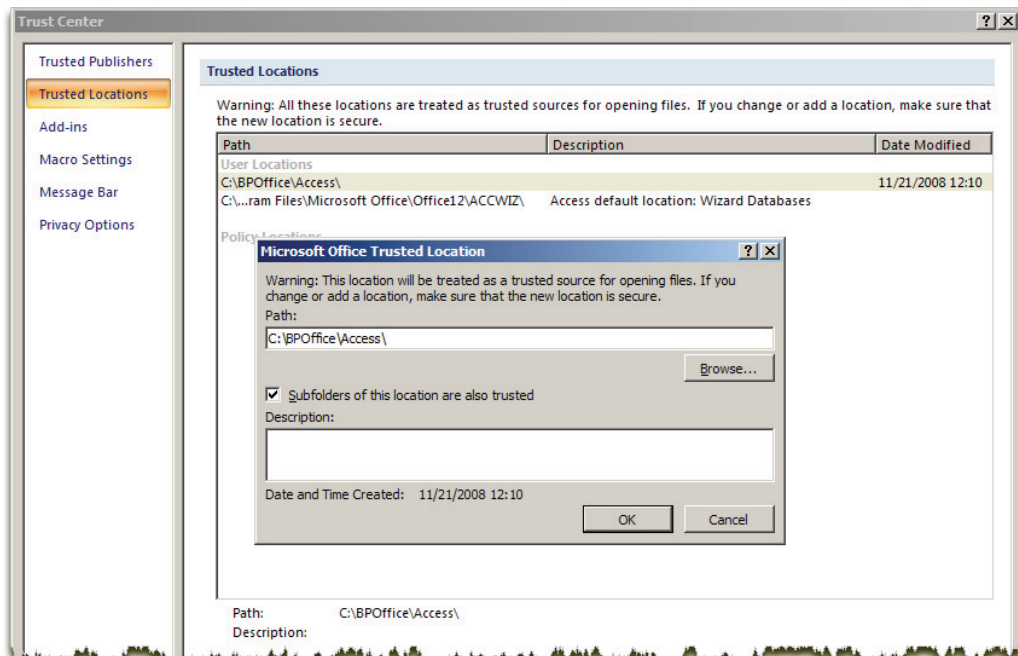 Trust Center
Trusted Publishers
Trusted Locations
Add-ins
Macro Settings
Message Bar
Privacy Options
Trusted Locations
Warning: All these locations are treated as trusted sources for opening files. If you change or add a location, make sure that
the new location is secure.
Path Description Date Modified
User Locations
C:\BPOffice\Access\ 11/21/2008 12:10
C:\...ram Files\Microsoft Office\Office12\ACCWIZ\ Access default location: Wizard Databases
Policy Locations
Microsoft Office Trusted Location
Warning: This location will be treated as a trusted source for opening files. If you
change or add a location, make sure that the new location is secure.
Path:
C:\BPOffice\Access\
Browse...
Subfolders of this location are also trusted
Description:
Date and Time Created: 11/21/2008 12:10
OK Cancel
Path: C:\BPOffice\Access\
Description: